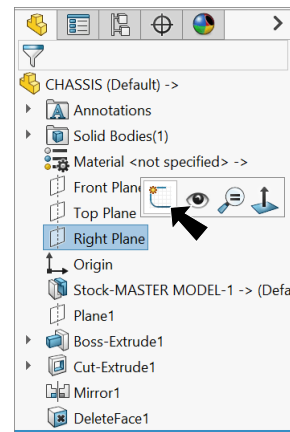 CHASSIS (Default) ->
Annotations
Solid Bodies(1)
Material <not specified> ->
Front Plane
Top Plane
Right Plane
Origin
Stock-MASTER MODEL-1 -> (Defa
Plane1
Boss-Extrude1
Cut-Extrude1
Mirror1
DeleteFace1